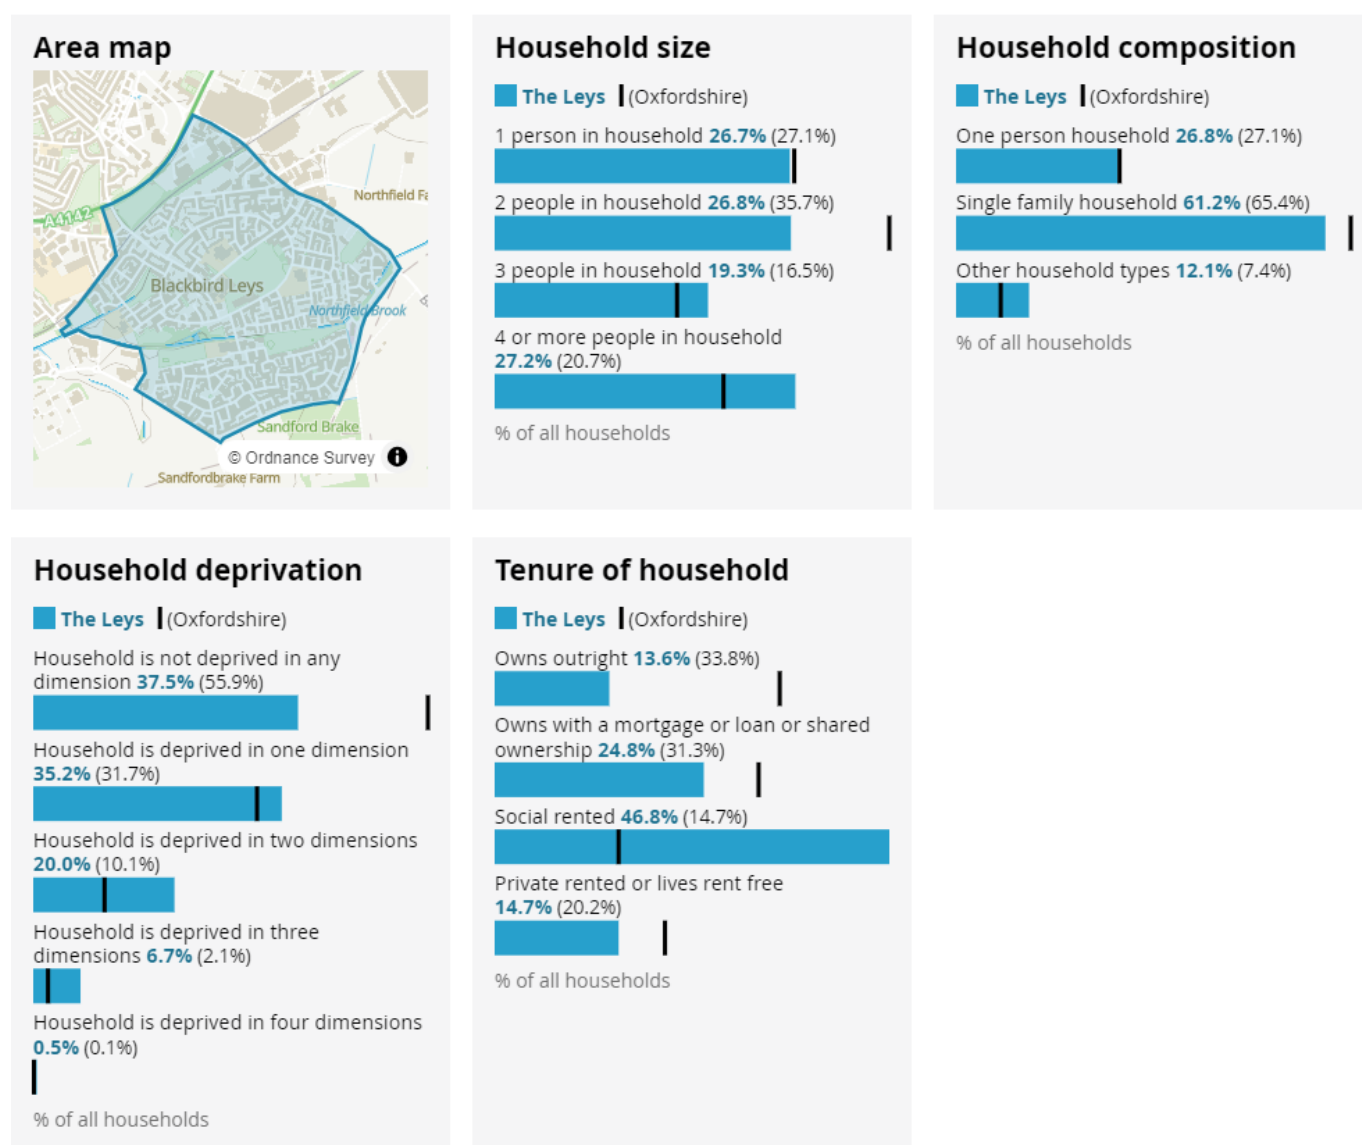 Area map
A4142
Northfield Fa
Blackbird Leys
Northfield Brook
Sandford Brake
© Ordnance Survey
Sandfordbrake Farm
Household size
The Leys (Oxfordshire)
1 person in household 26.7% (27.1%)
2 people in household 26.8% (35.7%)
3 people in household 19.3% (16.5%)
4 or more people in household
27.2% (20.7%)
% of all households
Household composition
The Leys (Oxfordshire)
One person household 26.8% (27.1%)
Single family household 61.2% (65.4%)
Other household types 12.1% (7.4%)
% of all households
Household deprivation
The Leys (Oxfordshire)
Household is not deprived in any
dimension 37.5% (55.9%)
Household is deprived in one dimension
35.2% (31.7%)
Household is deprived in two dimensions
20.0% (10.1%)
Household is deprived in three
dimensions 6.7% (2.1%)
Household is deprived in four dimensions
0.5% (0.1%)
% of all households
Tenure of household
The Leys (Oxfordshire)
Owns outright 13.6% (33.8%)
Owns with a mortgage or loan or shared
ownership 24.8% (31.3%)
Social rented 46.8% (14.7%)
Private rented or lives rent free
14.7% (20.2%)
% of all households